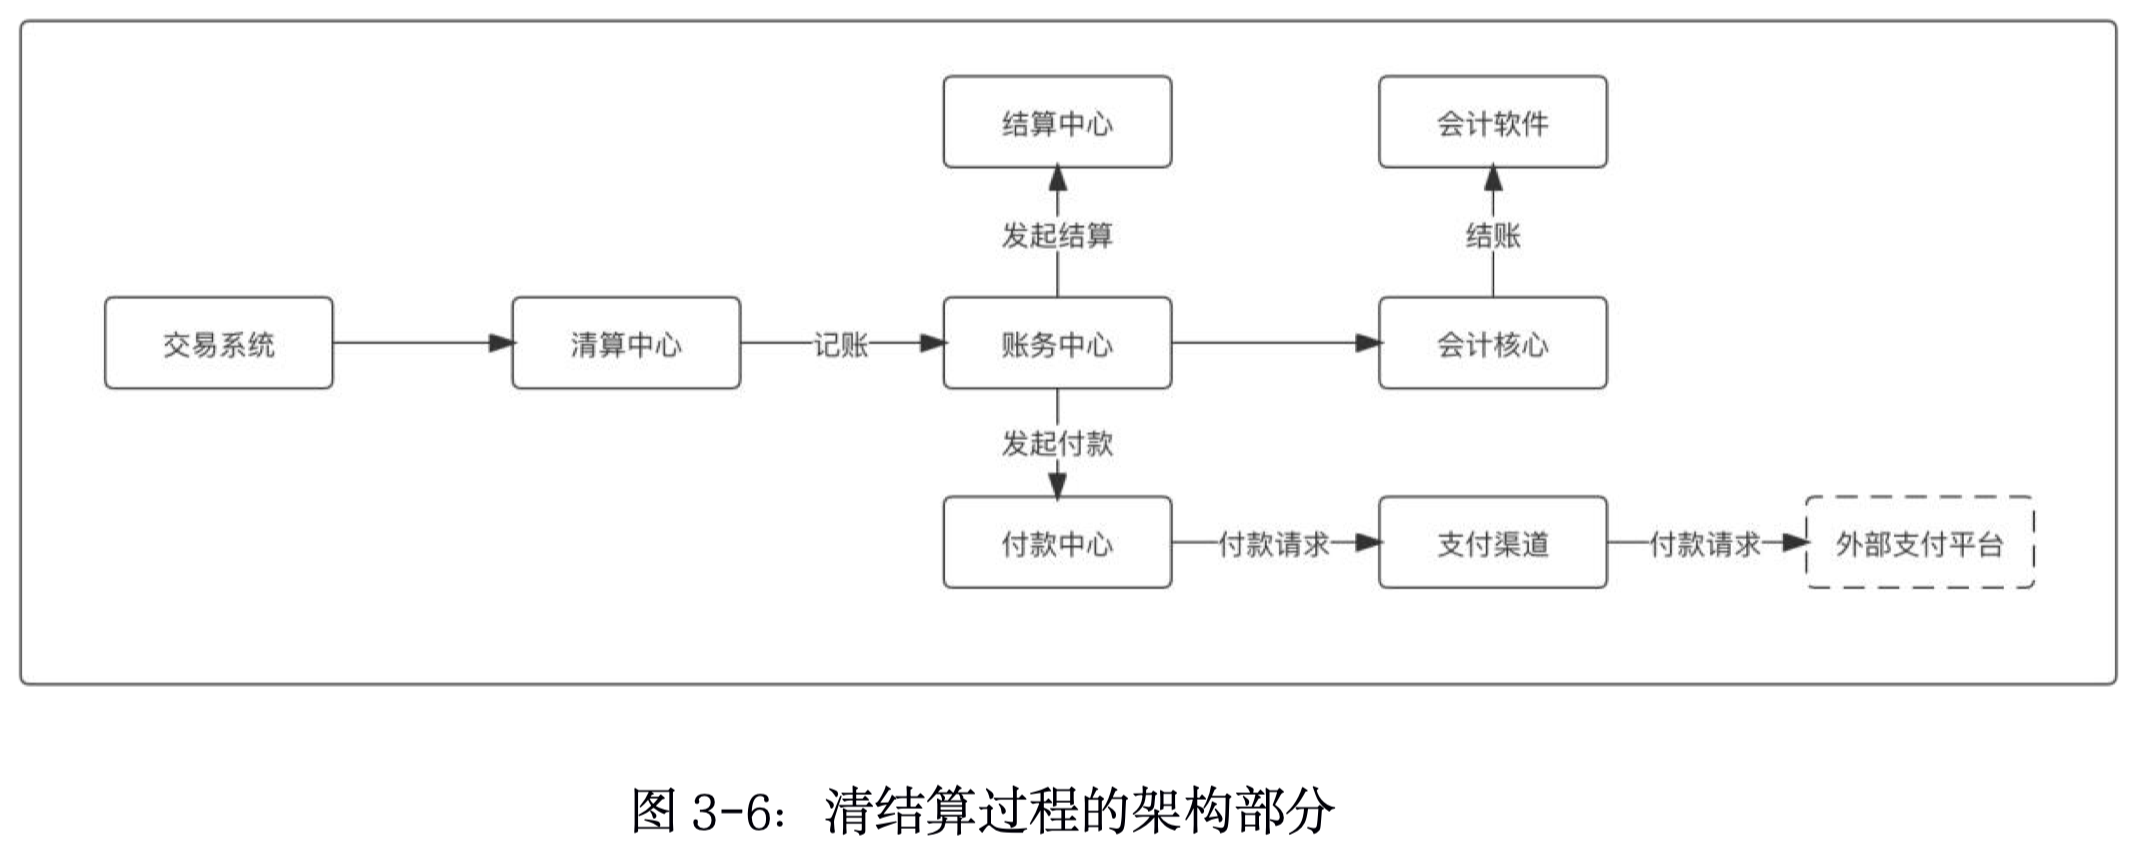 结算中心
会计软件
发起结算
结账
交易系统
清算中心
记账
账务中心
会计核心
发起付款
付款中心
付款请求
支付渠道
付款请求
外部支付平台
图 3-6: 清结算过程的架构部分